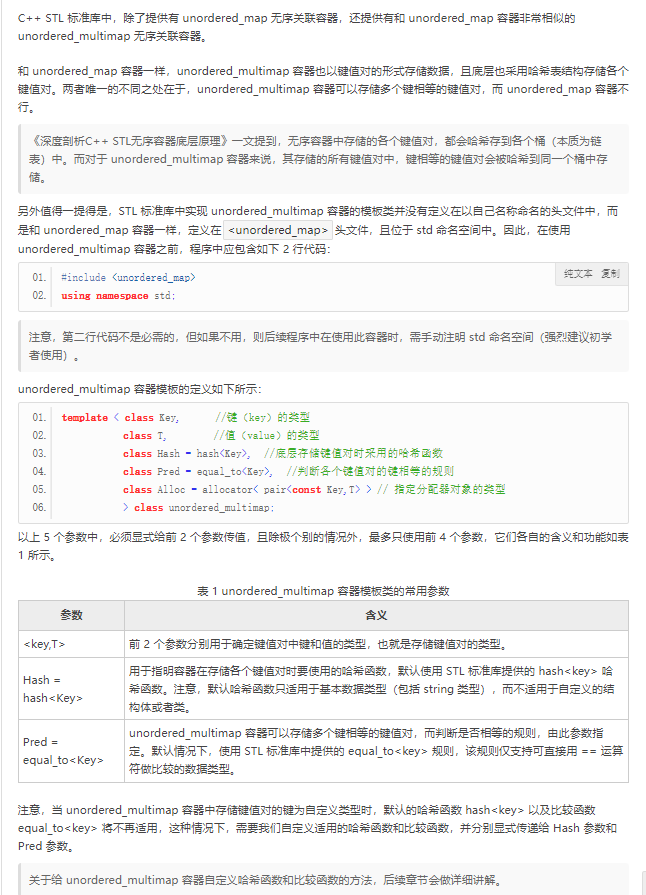 C++ STL 标准库中，除了提供有 unordered_map 无序关联容器，还提供有和 unordered_map 容器非常相似的
unordered_multimap 无序关联容器。
和 unordered_map 容器一样，unordered_multimap 容器也以键值对的形式存储数据，且底层也采用哈希表结构存储各个
键值对。两者唯一的不同之处在于，unordered_multimap 容器可以存储多个键相等的键值对，而 unordered_map 容器不
行。
《深度剖析C++ STL无序容器底层原理》一文提到，无序容器中存储的各个键值对，都会哈希存到各个桶（本质为链
表）中。而对于 unordered_multimap 容器来说，其存储的所有键值对中，键相等的键值对会被哈希到同一个桶中存
储。
另外值得一提得是，STL 标准库中实现 unordered_multimap 容器的模板类并没有定义在以自己名称命名的头文件中，而
是和 unordered_map 容器一样，定义在 <unordered_map> 头文件，且位于 std 命名空间中。因此，在使用
unordered_multimap 容器之前，程序中应包含如下 2 行代码：
纯文本 复制
01. #include <unordered_map>
02. using namespace std;
注意，第二行代码不是必需的，但如果不用，则后续程序中在使用此容器时，需手动注明 std 命名空间（强烈建议初学
者使用）。
unordered_multimap 容器模板的定义如下所示：
01. template < class Key, //键（key）的类型
02. class T, //值（value）的类型
03. class Hash = hash<Key>, //底层存储键值对时采用的哈希函数
04. class Pred = equal_to<Key>, //判断各个键值对的键相等的规则
05. class Alloc = allocator< pair<const Key,T> > // 指定分配器对象的类型
06. > class unordered_multimap;
以上 5 个参数中，必须显式给前 2 个参数传值，且除极个别的情况外，最多只使用前 4 个参数，它们各自的含义和功能如表
1 所示。
表 1 unordered_multimap 容器模板类的常用参数
参数 含义
<key,T> 前 2 个参数分别用于确定键值对中键和值的类型，也就是存储键值对的类型。
Hash =
hash<Key>
用于指明容器在存储各个键值对时要使用的哈希函数，默认使用 STL 标准库提供的 hash<key> 哈
希函数。注意，默认哈希函数只适用于基本数据类型（包括 string 类型），而不适用于自定义的结
构体或者类。
Pred =
equal_to<Key>
unordered_multimap 容器可以存储多个键相等的键值对，而判断是否相等的规则，由此参数指
定。默认情况下，使用 STL 标准库中提供的 equal_to<key> 规则，该规则仅支持可直接用 == 运算
符做比较的数据类型。
注意，当 unordered_multimap 容器中存储键值对的键为自定义类型时，默认的哈希函数 hash<key> 以及比较函数
equal_to<key> 将不再适用，这种情况下，需要我们自定义适用的哈希函数和比较函数，并分别显式传递给 Hash 参数和
Pred 参数。
关于给 unordered_multimap 容器自定义哈希函数和比较函数的方法，后续章节会做详细讲解。